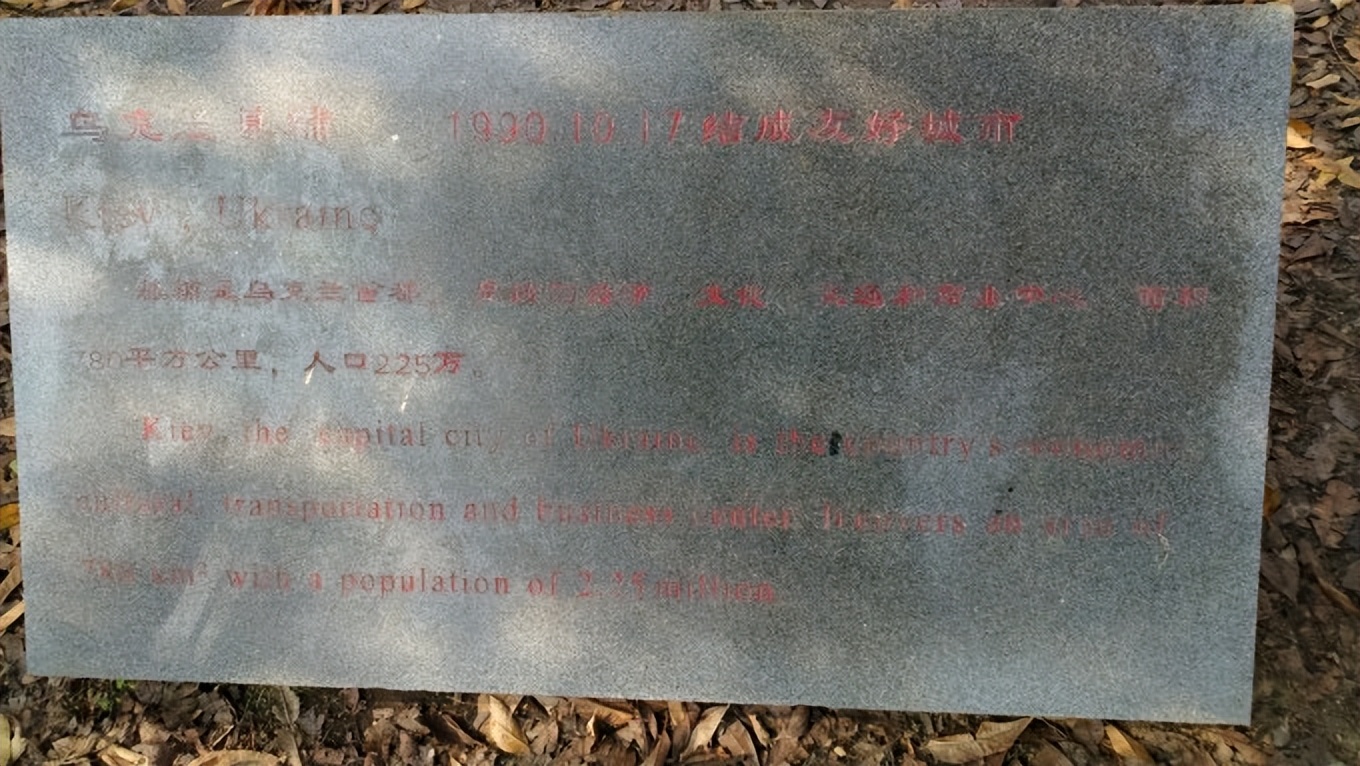 乌克兰基辅 1990.10.17结成友好城市
Kiev, Ukraine
基辅是乌克兰首都, 是该国经济、文化、交通和商业中心, 面积
780平方公里, 人口225万。
Kiev, the capital city of Ukraine, is the country's economic,
cultural, transportation and business center. It covers an area of
780 km² with a population of 2.25 million.